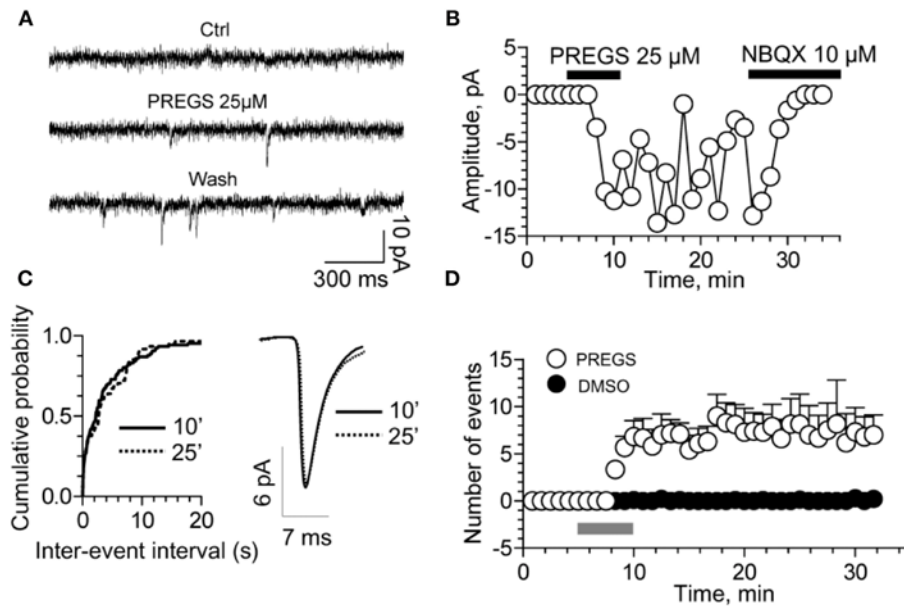 A
Ctrl
PREGS 25µM
Wash
10 pA
300 ms
B
PREGS 25 µM
NBQX 10 µM
5
0
-5
-10
-15
Amplitude, pA
0
10
20
30
Time, min
C
Cumulative probability
1.0
0.5
0.0
10'
25'
0
10
20
Inter-event interval (s)
10'
25'
6 pA
7 ms
D
PREGS
DMSO
Number of events
15
10
5
0
-5
0
10
20
30
Time, min